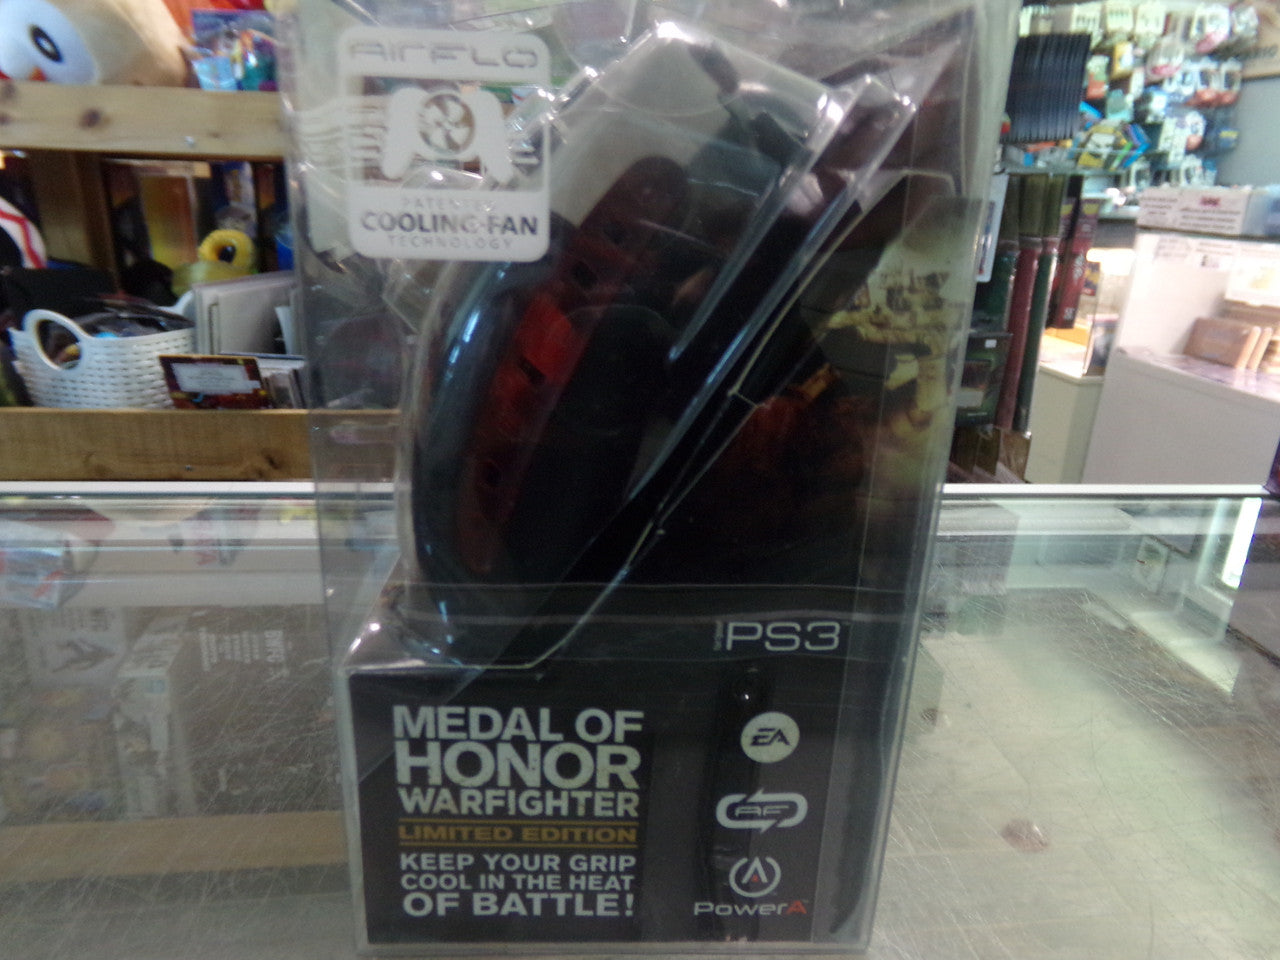 AIRFLO
PATENTED
COOLING-FAN
TECHNOLOGY
PS3
MEDAL OF
HONOR
WARFIGHTER
LIMITED EDITION
KEEP YOUR GRIP
COOL IN THE HEAT
OF BATTLE!
EA
AF
POWERA